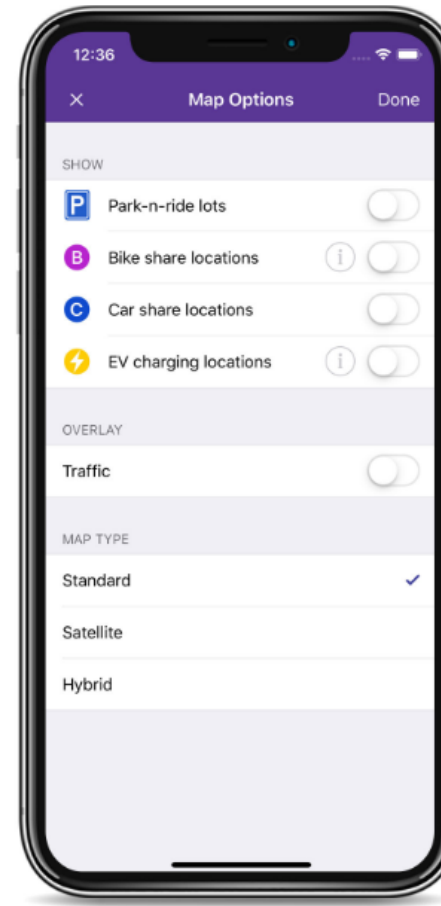 12:36
Map Options Done
SHOW
P Park-n-ride lots
B Bike share locations i
C Car share locations
EV charging locations i
OVERLAY
Traffic
MAP TYPE
Standard
Satellite
Hybrid